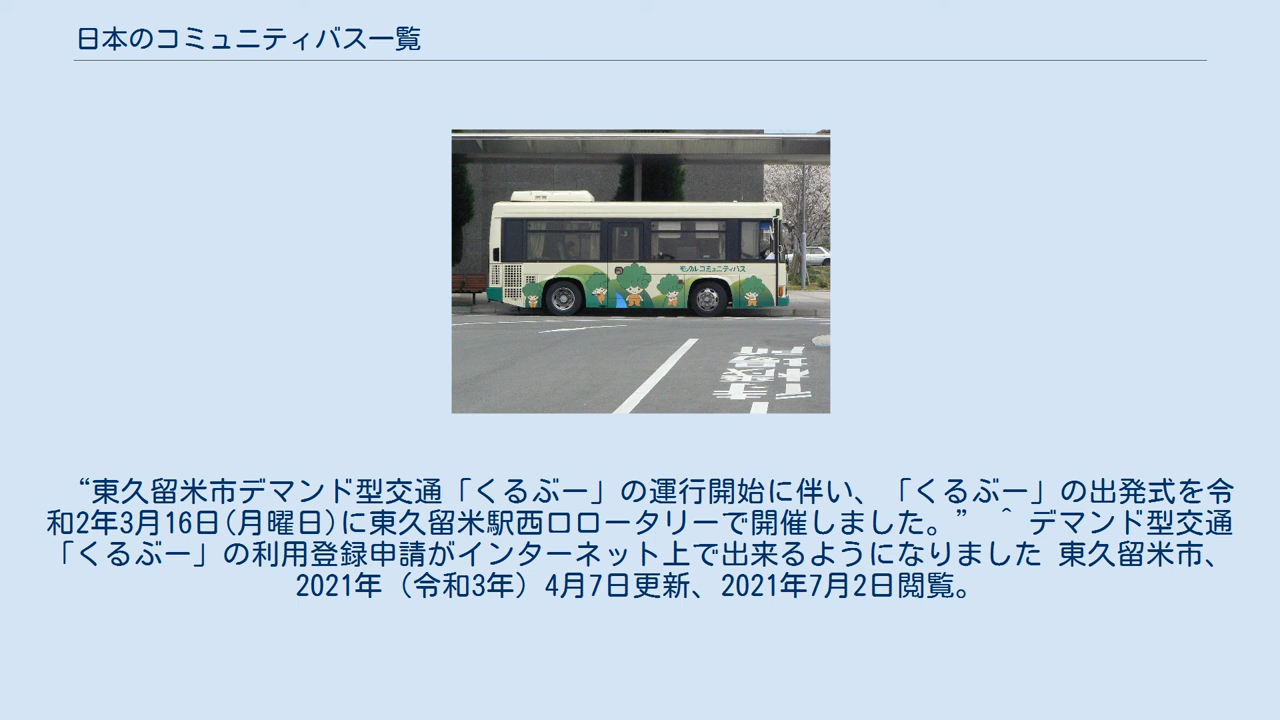 日本のコミュニティバス一覧
モックル コミュニティバス
“東久留米市デマンド型交通「くるぶー」の運行開始に伴い、「くるぶー」の出発式を令
和2年3月16日(月曜日)に東久留米駅西口ロータリーで開催しました。” ^ デマンド型交通
「くるぶー」の利用登録申請がインターネット上で出来るようになりました 東久留米市、
2021年（令和3年）4月7日更新、2021年7月2日閲覧。